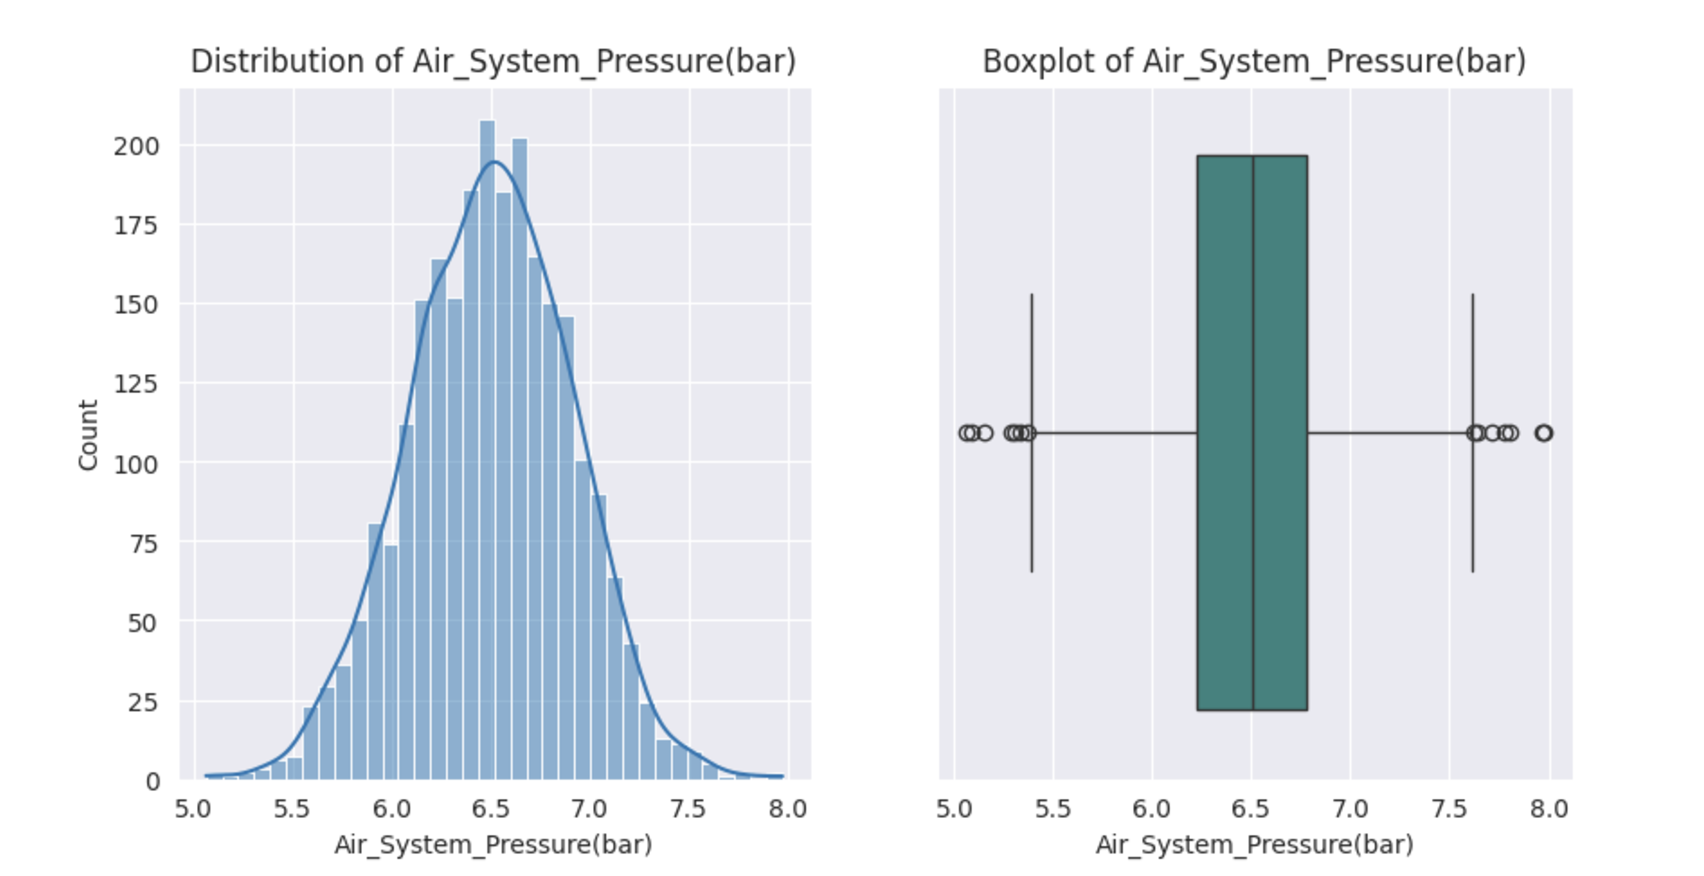 Distribution of Air_System_Pressure(bar)
200
175
150
125
100
75
50
25
0
Count
5.0 5.5 6.0 6.5 7.0 7.5 8.0
Air_System_Pressure(bar)
Boxplot of Air_System_Pressure(bar)
5.0 5.5 6.0 6.5 7.0 7.5 8.0
Air_System_Pressure(bar)